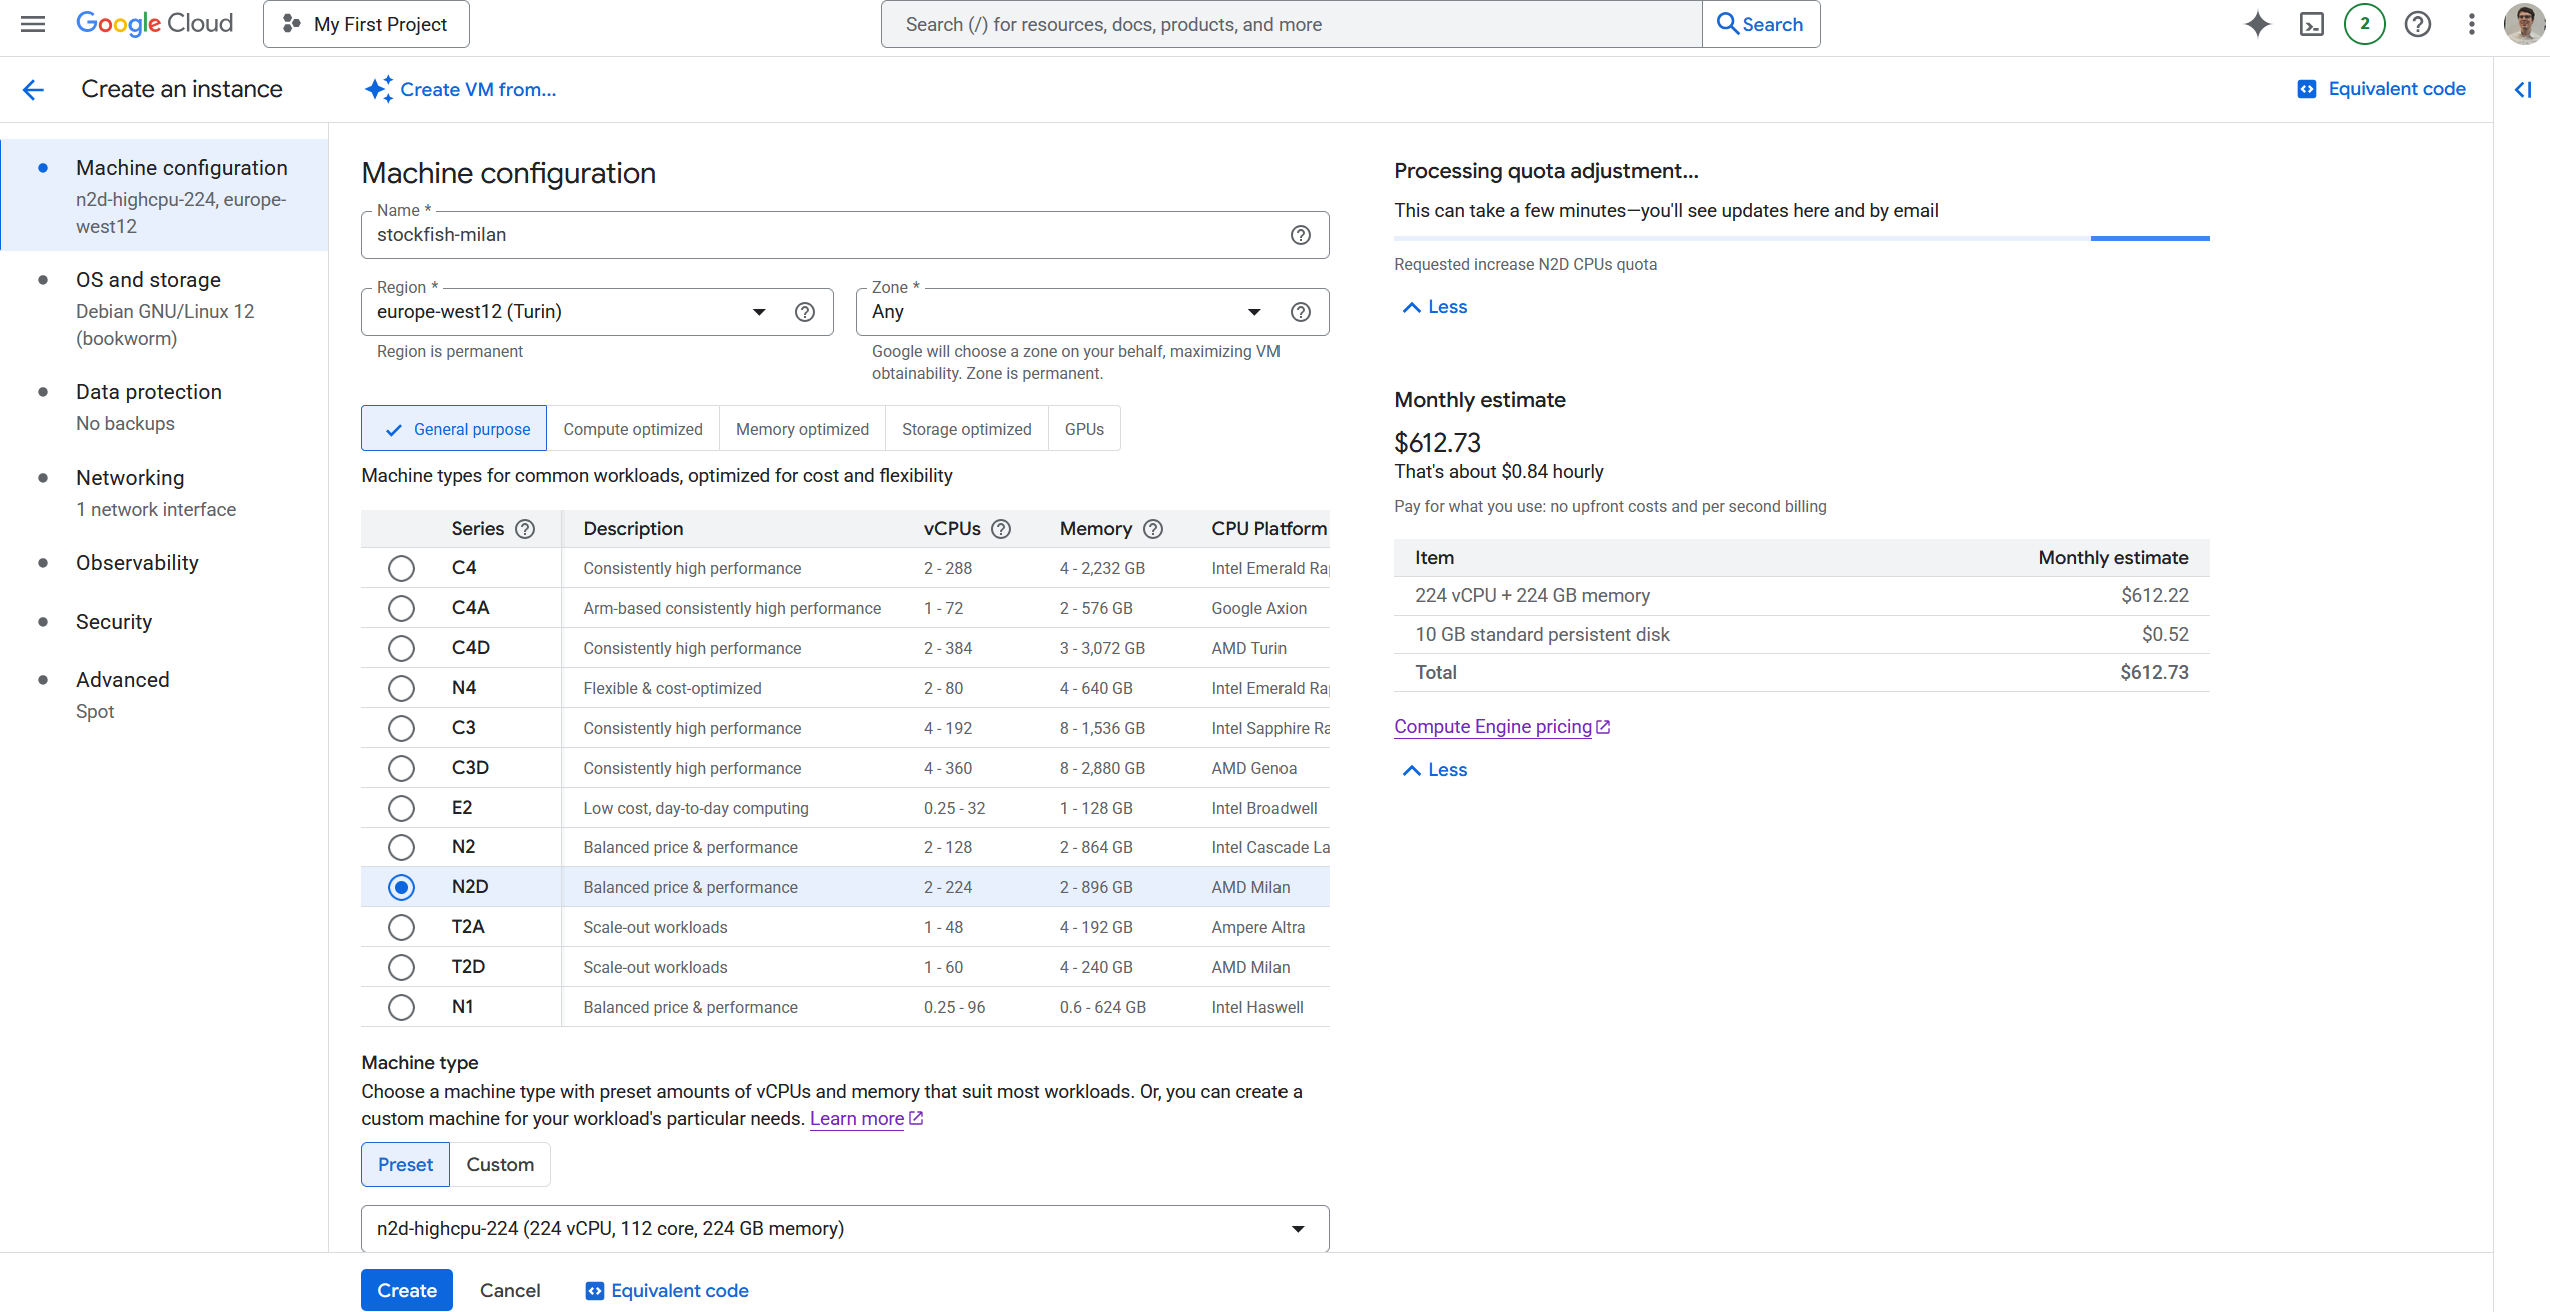 Google Cloud
My First Project
Search (/) for resources, docs, products, and more
Search
2
Create an instance
Create VM from...
Equivalent code
Machine configuration
n2d-highcpu-224, europe-
west12
OS and storage
Debian GNU/Linux 12
(bookworm)
Data protection
No backups
Networking
1 network interface
Observability
Security
Advanced
Spot
Machine configuration
Name *
stockfish-milan
Region *
europe-west12 (Turin)
Region is permanent
Zone *
Any
Google will choose a zone on your behalf, maximizing VM
obtainability. Zone is permanent.
General purpose
Compute optimized
Memory optimized
Storage optimized
GPUs
Machine types for common workloads, optimized for cost and flexibility
Series Description vCPUs Memory CPU Platform
C4 Consistently high performance 2 - 288 4 - 2,232 GB Intel Emerald Ra
C4A Arm-based consistently high performance 1 - 72 2 - 576 GB Google Axion
C4D Consistently high performance 2 - 384 3 - 3,072 GB AMD Turin
N4 Flexible & cost-optimized 2 - 80 4 - 640 GB Intel Emerald Ra
C3 Consistently high performance 4 - 192 8 - 1,536 GB Intel Sapphire Ra
C3D Consistently high performance 4 - 360 8 - 2,880 GB AMD Genoa
E2 Low cost, day-to-day computing 0.25 - 32 1 - 128 GB Intel Broadwell
N2 Balanced price & performance 2 - 128 2 - 864 GB Intel Cascade La
N2D Balanced price & performance 2 - 224 2 - 896 GB AMD Milan
T2A Scale-out workloads 1 - 48 4 - 192 GB Ampere Altra
T2D Scale-out workloads 1 - 60 4 - 240 GB AMD Milan
N1 Balanced price & performance 0.25 - 96 0.6 - 624 GB Intel Haswell
Machine type
Choose a machine type with preset amounts of vCPUs and memory that suit most workloads. Or, you can create a
custom machine for your workload's particular needs. Learn more
Preset
Custom
n2d-highcpu-224 (224 vCPU, 112 core, 224 GB memory)
Create
Cancel
Equivalent code
Processing quota adjustment...
This can take a few minutes—you'll see updates here and by email
Requested increase N2D CPUs quota
Less
Monthly estimate
$612.73
That's about $0.84 hourly
Pay for what you use: no upfront costs and per second billing
Item Monthly estimate
224 vCPU + 224 GB memory $612.22
10 GB standard persistent disk $0.52
Total $612.73
Compute Engine pricing
Less